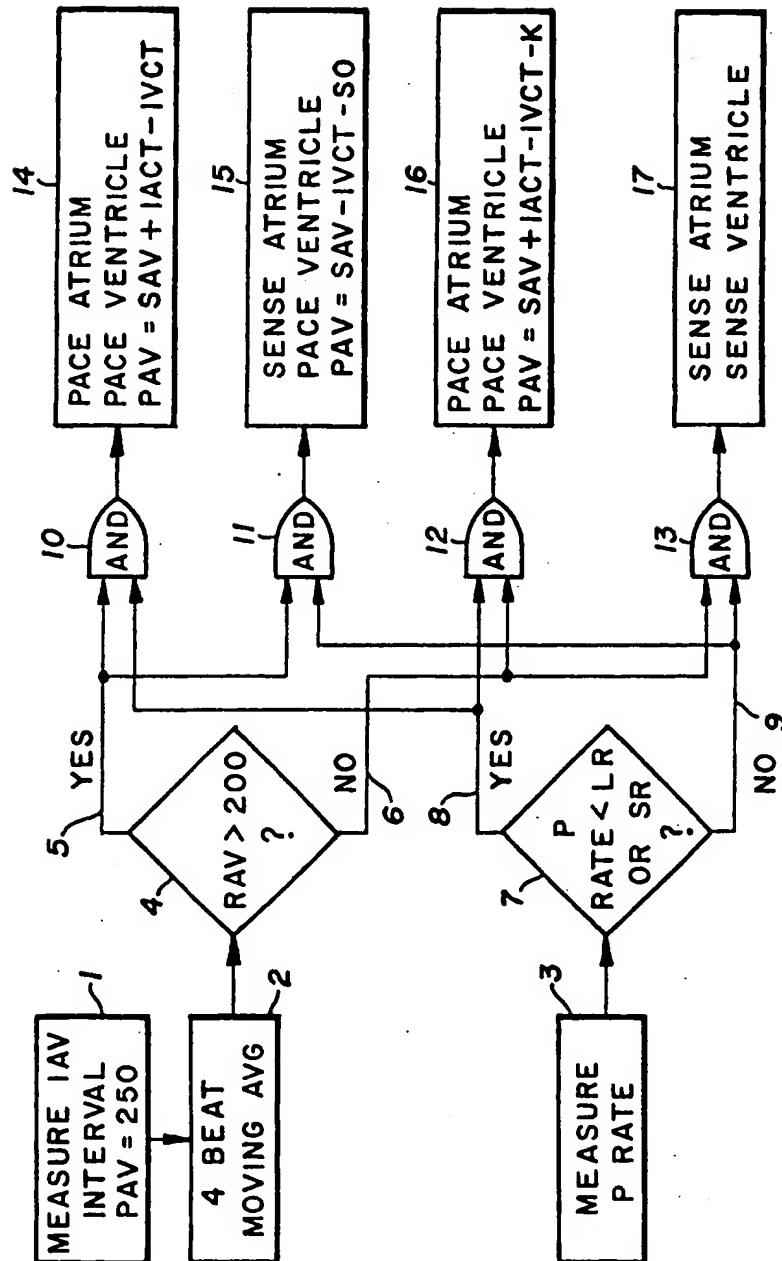 1
MEASURE IAV
INTERVAL
PAV = 250
2
4 BEAT
MOVING AVG
3
MEASURE
P RATE
4
RAV > 200
?
5
YES
NO
6
7
P
RATE < LR
OR SR
?
8
YES
NO
9
10
AND
11
AND
12
AND
13
AND
14
PACE ATRIUM
PACE VENTRICLE
PAV = SAV + IACT - IVCT
15
SENSE ATRIUM
PACE VENTRICLE
PAV = SAV - IVCT - SO
16
PACE ATRIUM
PACE VENTRICLE
PAV = SAV + IACT - IVCT - K
17
SENSE ATRIUM
SENSE VENTRICLE